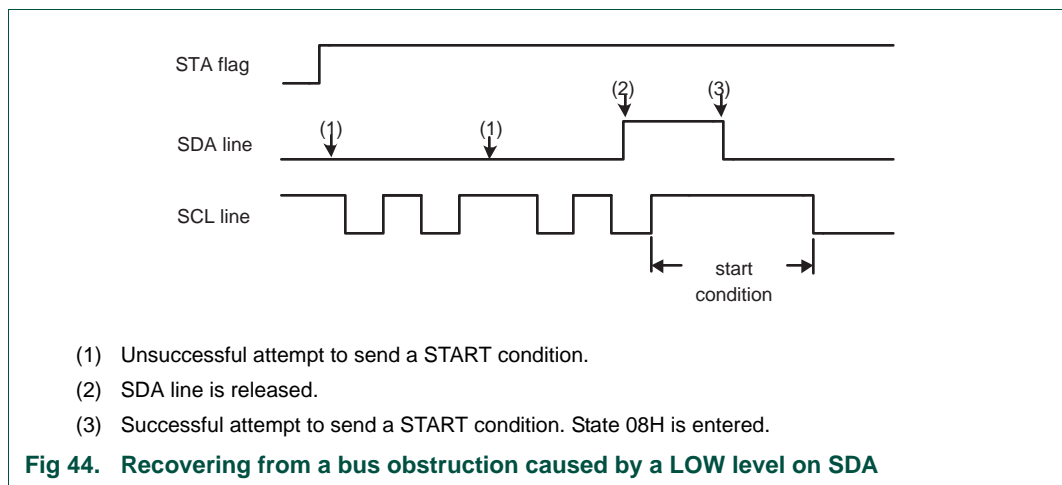 STA flag
(2) (3)
(1) (1)
SDA line
SCL line
start
condition
(1) Unsuccessful attempt to send a START condition.
(2) SDA line is released.
(3) Successful attempt to send a START condition. State 08H is entered.
Fig 44. Recovering from a bus obstruction caused by a LOW level on SDA